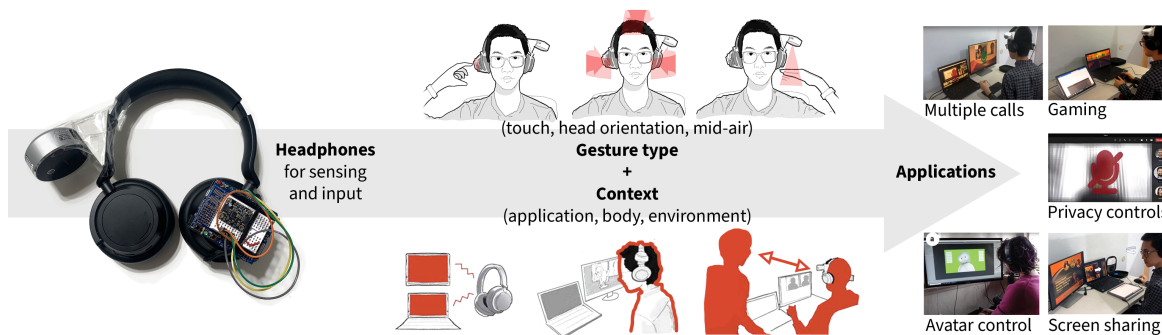 Headphones
for sensing
and input
(touch, head orientation, mid-air)
Gesture type
+
Context
(application, body, environment)
Applications
Multiple calls
Gaming
Privacy controls
a
Avatar control
Screen sharing